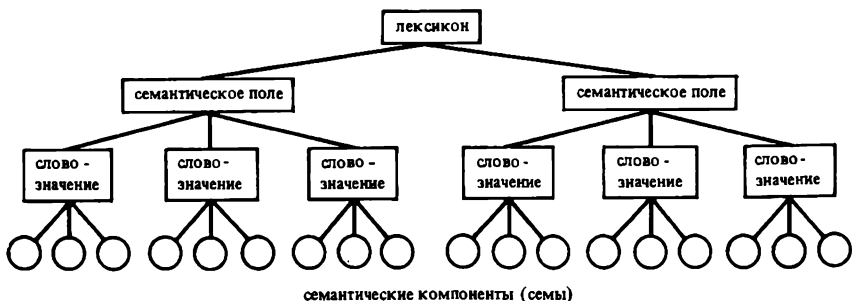 лексикон
семантическое поле
семантическое поле
слово -
значение
слово -
значение
слово -
значение
слово -
значение
слово -
значение
слово -
значение
семантические компоненты (семы)